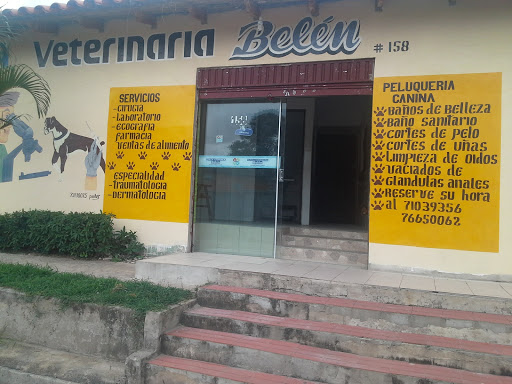 Veterinaria Belén # 158
SERVICIOS
-CIRUGIA
-LABORATORIO
-ECOGRAFIA
FARMACIA
VENTAS DE ALIMENTO
ESPECIALIDAD
-TRAUMATOLOGIA
-DERMATOLOGIA
PELUQUERIA
CANINA
BAÑOS DE BELLEZA
BAÑO SANITARIO
CORTES DE PELO
CORTES DE UÑAS
LIMPIEZA DE OIDOS
VACIADOS DE
GLANDULAS ANALES
RESERVE SU HORA
AL 71039356
76650062